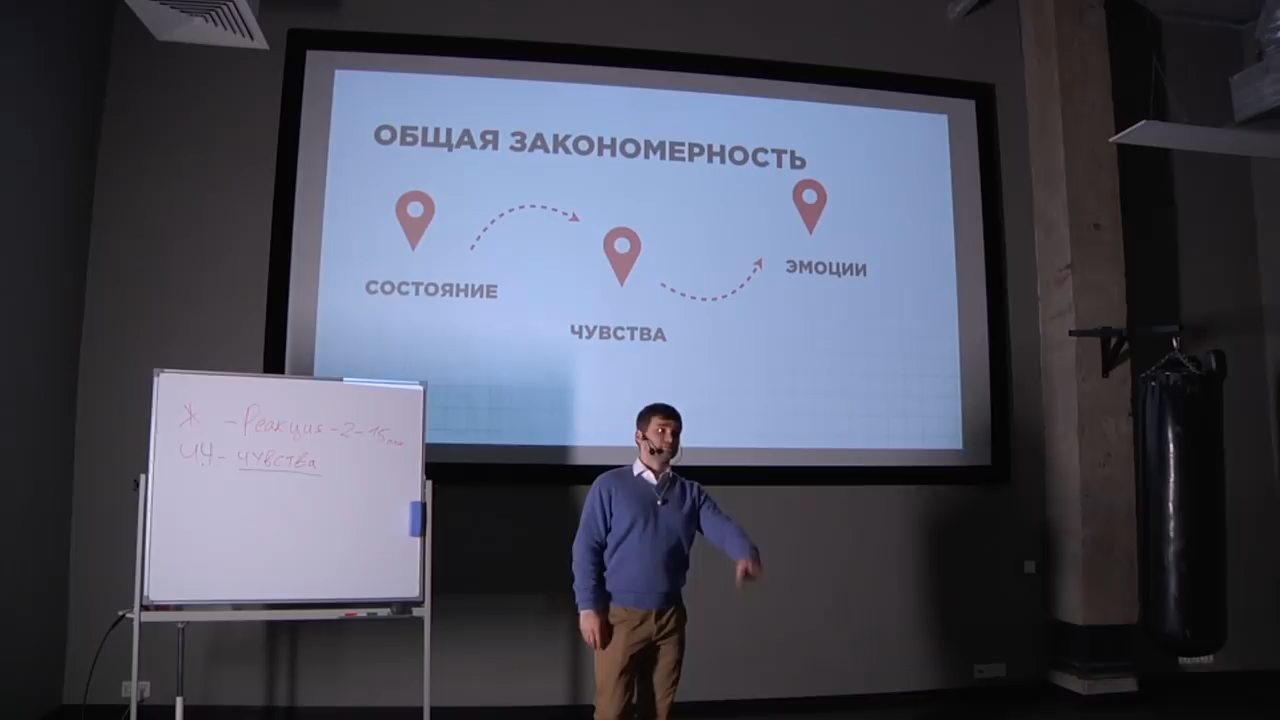 ОБЩАЯ ЗАКОНОМЕРНОСТЬ
СОСТОЯНИЕ
ЧУВСТВА
ЭМОЦИИ
Ж - Реакция - 2-15
ЧЧ - чувства